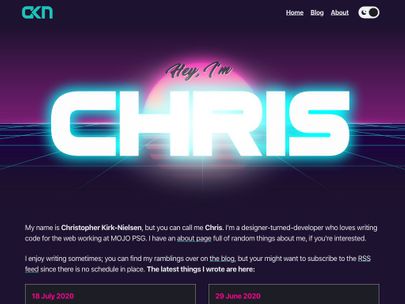 CKN
Home Blog About
Hey, I'm
CHRIS
My name is Christopher Kirk-Nielsen, but you can call me Chris. I'm a designer-turned-developer who loves writing
code for the web working at MOJO PSG. I have an about page full of random things about me, if you're interested.
I enjoy writing sometimes; you can find my ramblings over on the blog, but your might want to subscribe to the RSS
feed since there is no schedule in place. The latest things I wrote are here:
18 July 2020
29 June 2020